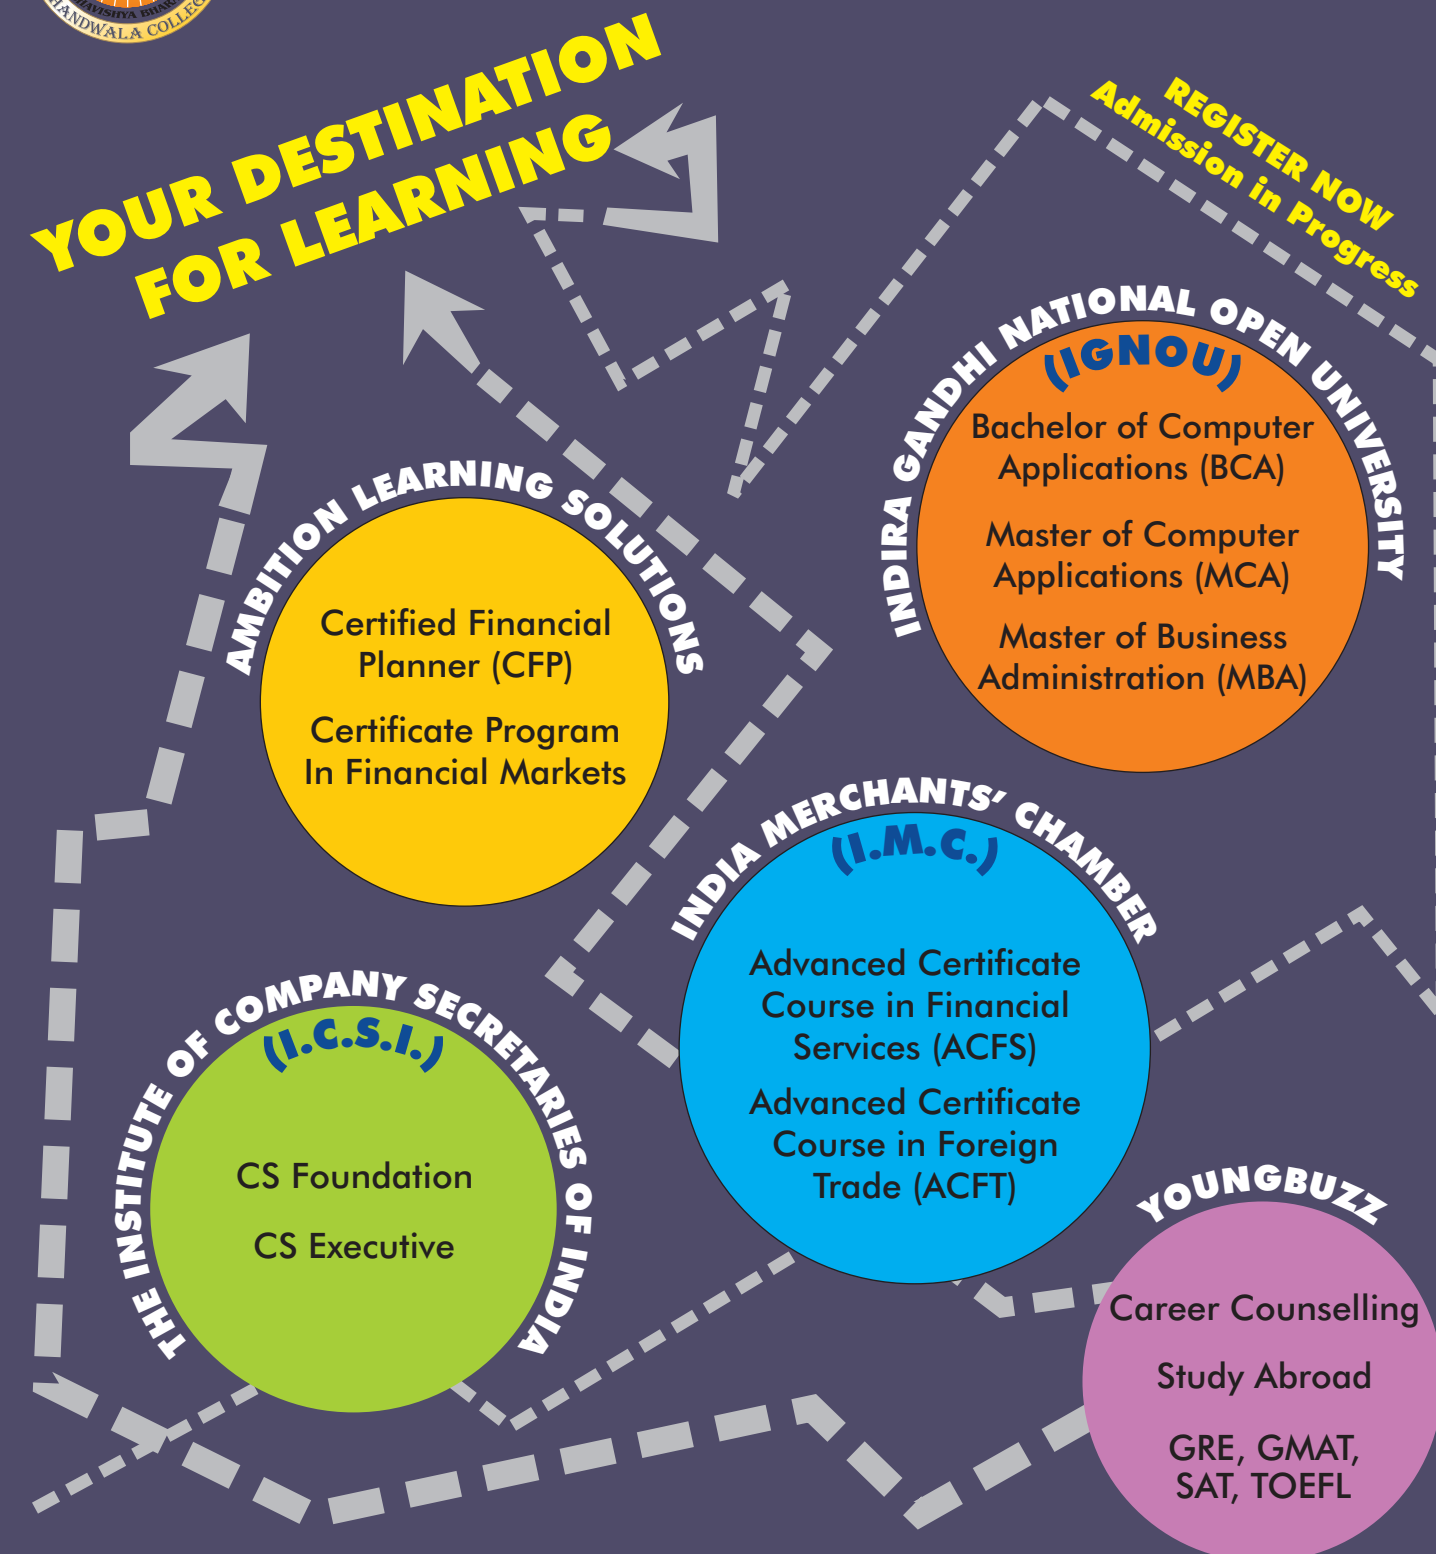 YOUR DESTINATION
FOR LEARNING
REGISTER NOW
Admission in Progress
INDIRA GANDHI NATIONAL OPEN UNIVERSITY
(IGNOU)
Bachelor of Computer
Applications (BCA)
Master of Computer
Applications (MCA)
Master of Business
Administration (MBA)
AMBITION LEARNING SOLUTIONS
Certified Financial
Planner (CFP)
Certificate Program
In Financial Markets
INDIA MERCHANTS’ CHAMBER
(I.M.C.)
Advanced Certificate
Course in Financial
Services (ACFS)
Advanced Certificate
Course in Foreign
Trade (ACFT)
THE INSTITUTE OF COMPANY SECRETARIES OF INDIA
(I.C.S.I.)
CS Foundation
CS Executive
YOUNGBUZZ
Career Counselling
Study Abroad
GRE, GMAT,
SAT, TOEFL